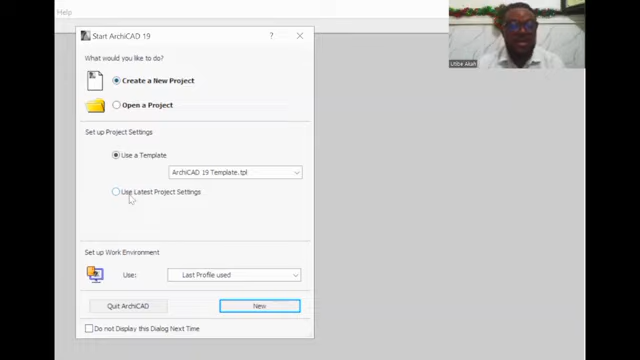 Help
Start ArchiCAD 19
?
What would you like to do?
Create a New Project
Open a Project
Set up Project Settings
Use a Template
ArchiCAD 19 Template.tpl
Use Latest Project Settings
Set up Work Environment
Use:
Last Profile used
Quit ArchiCAD
New
Do not Display this Dialog Next Time
Utibe Akah